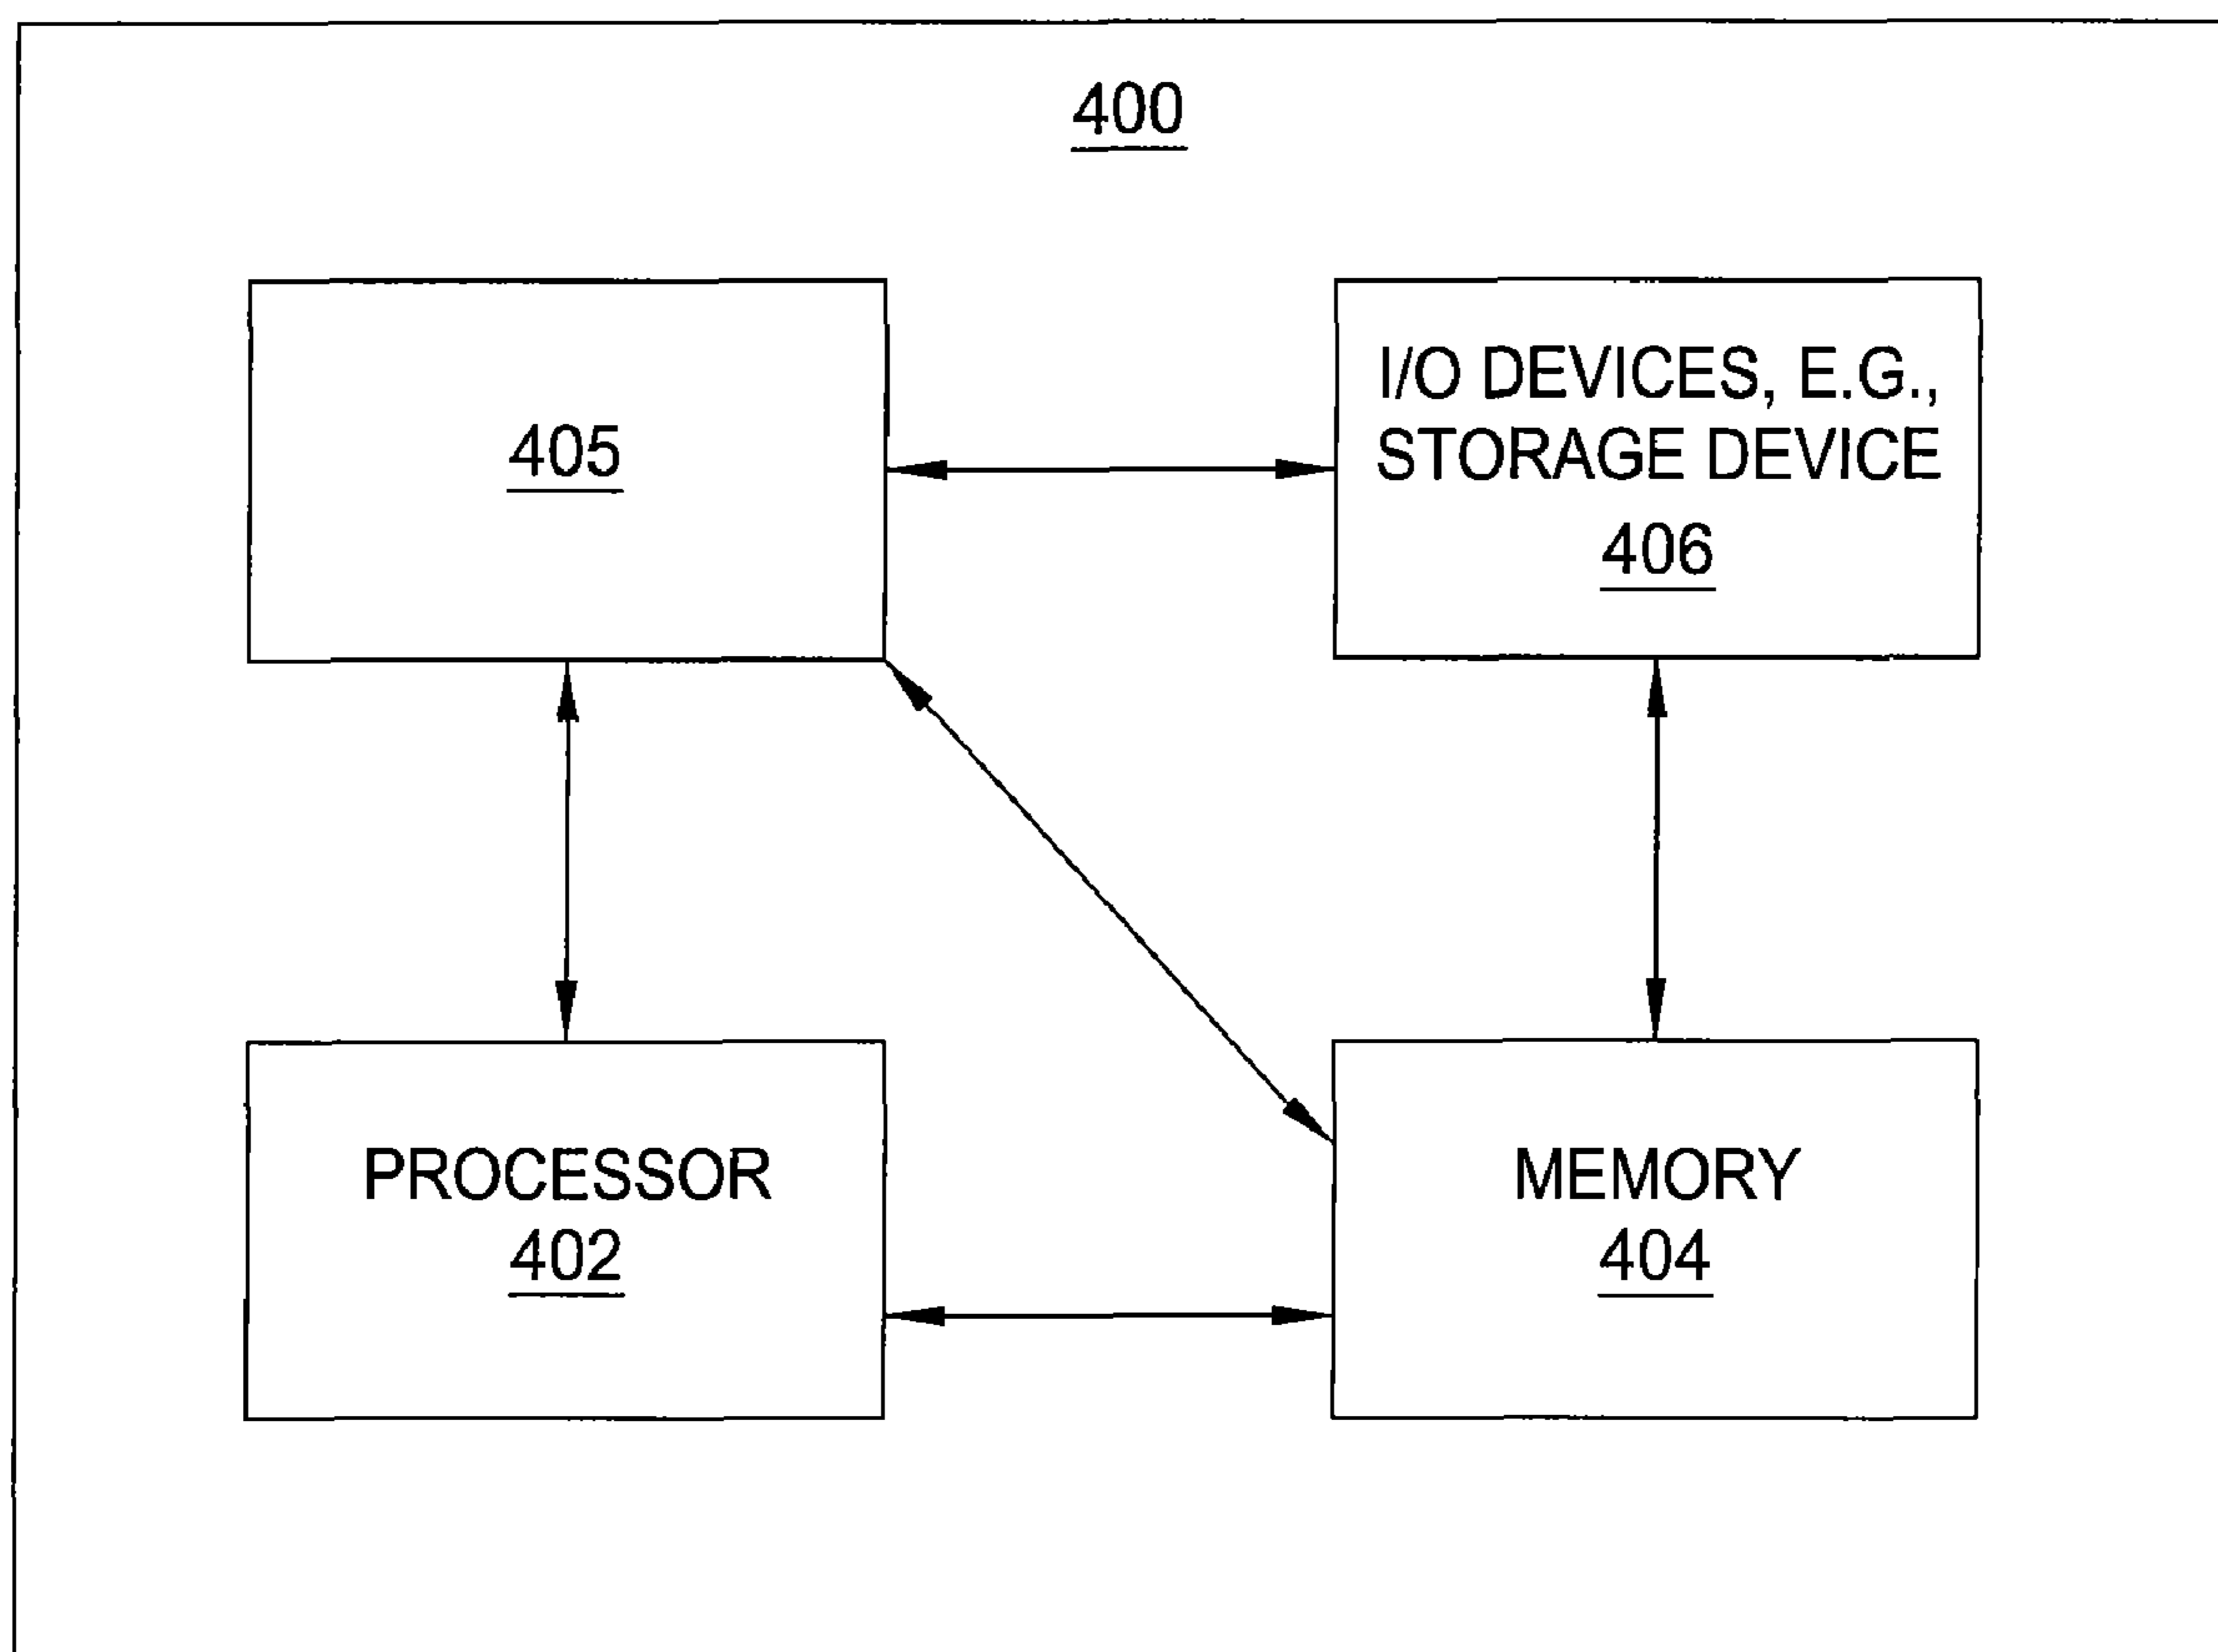 400
405
I/O DEVICES, E.G.,
STORAGE DEVICE
406
PROCESSOR
402
MEMORY
404